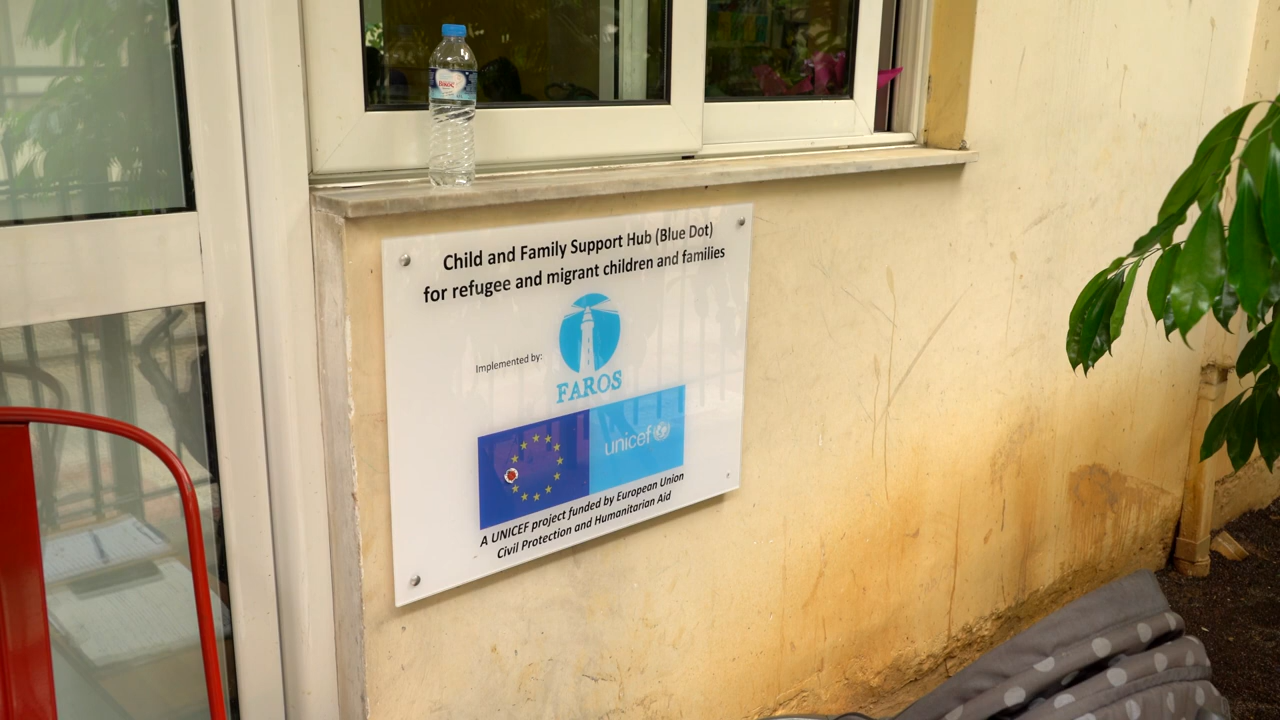 Child and Family Support Hub (Blue Dot)
for refugee and migrant children and families
Implemented by:
FAROS
unicef
A UNICEF project funded by European Union
Civil Protection and Humanitarian Aid